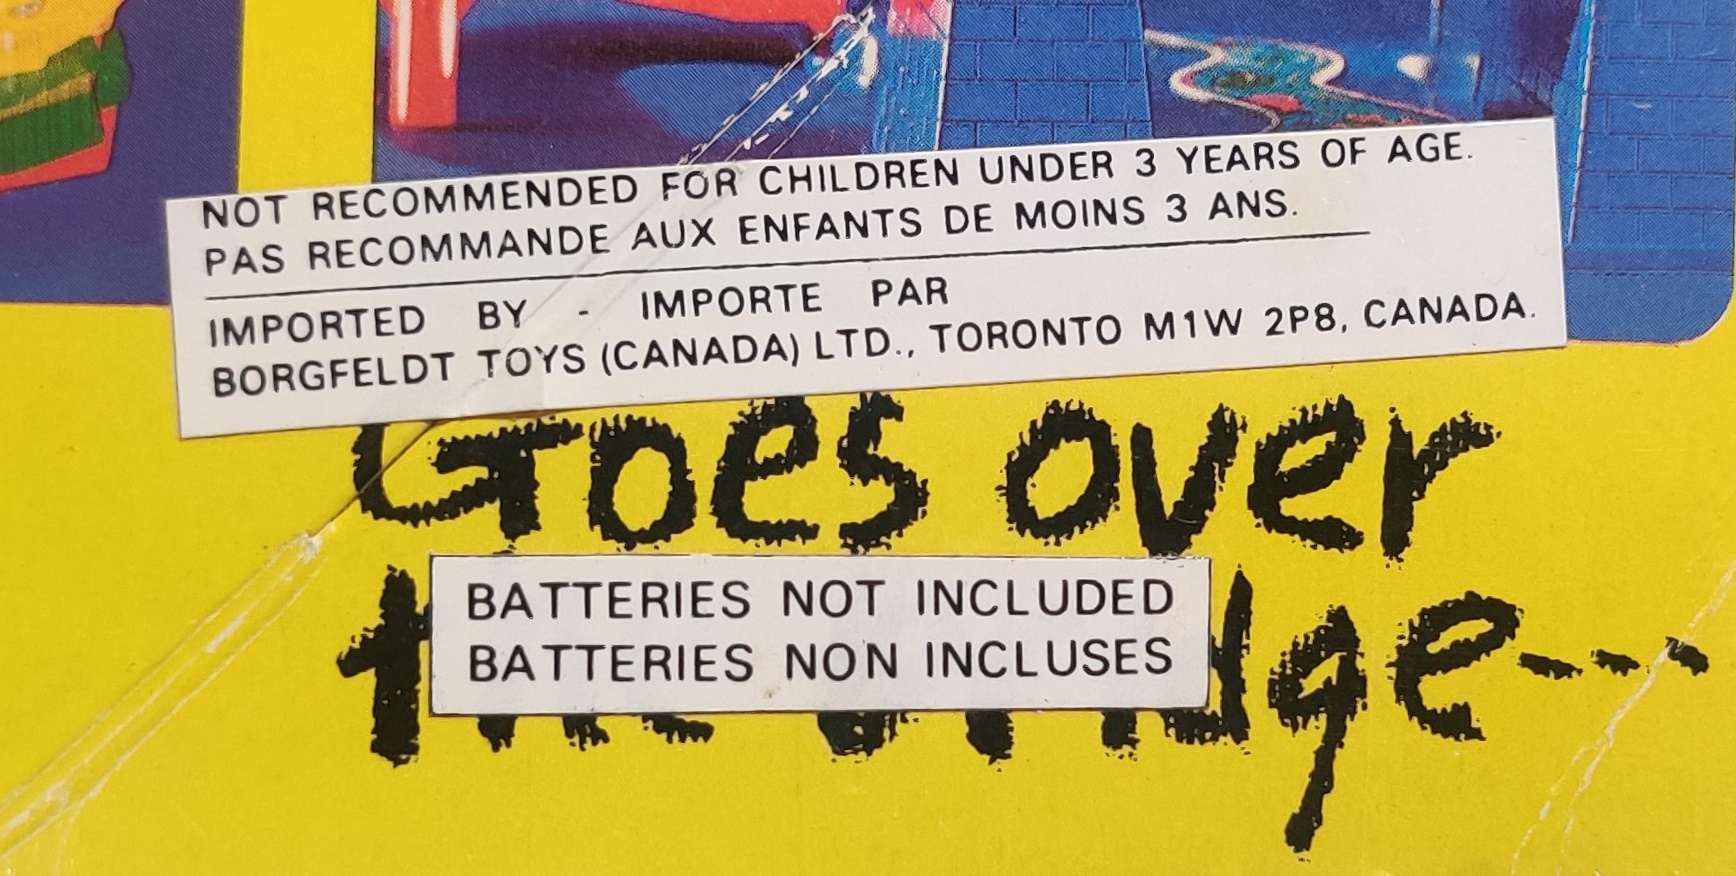 NOT RECOMMENDED FOR CHILDREN UNDER 3 YEARS OF AGE.
PAS RECOMMANDE AUX ENFANTS DE MOINS 3 ANS.
IMPORTED BY - IMPORTE PAR
BORGFELDT TOYS (CANADA) LTD., TORONTO M1W 2P8, CANADA.
Goes over
BATTERIES NOT INCLUDED
BATTERIES NON INCLUSES